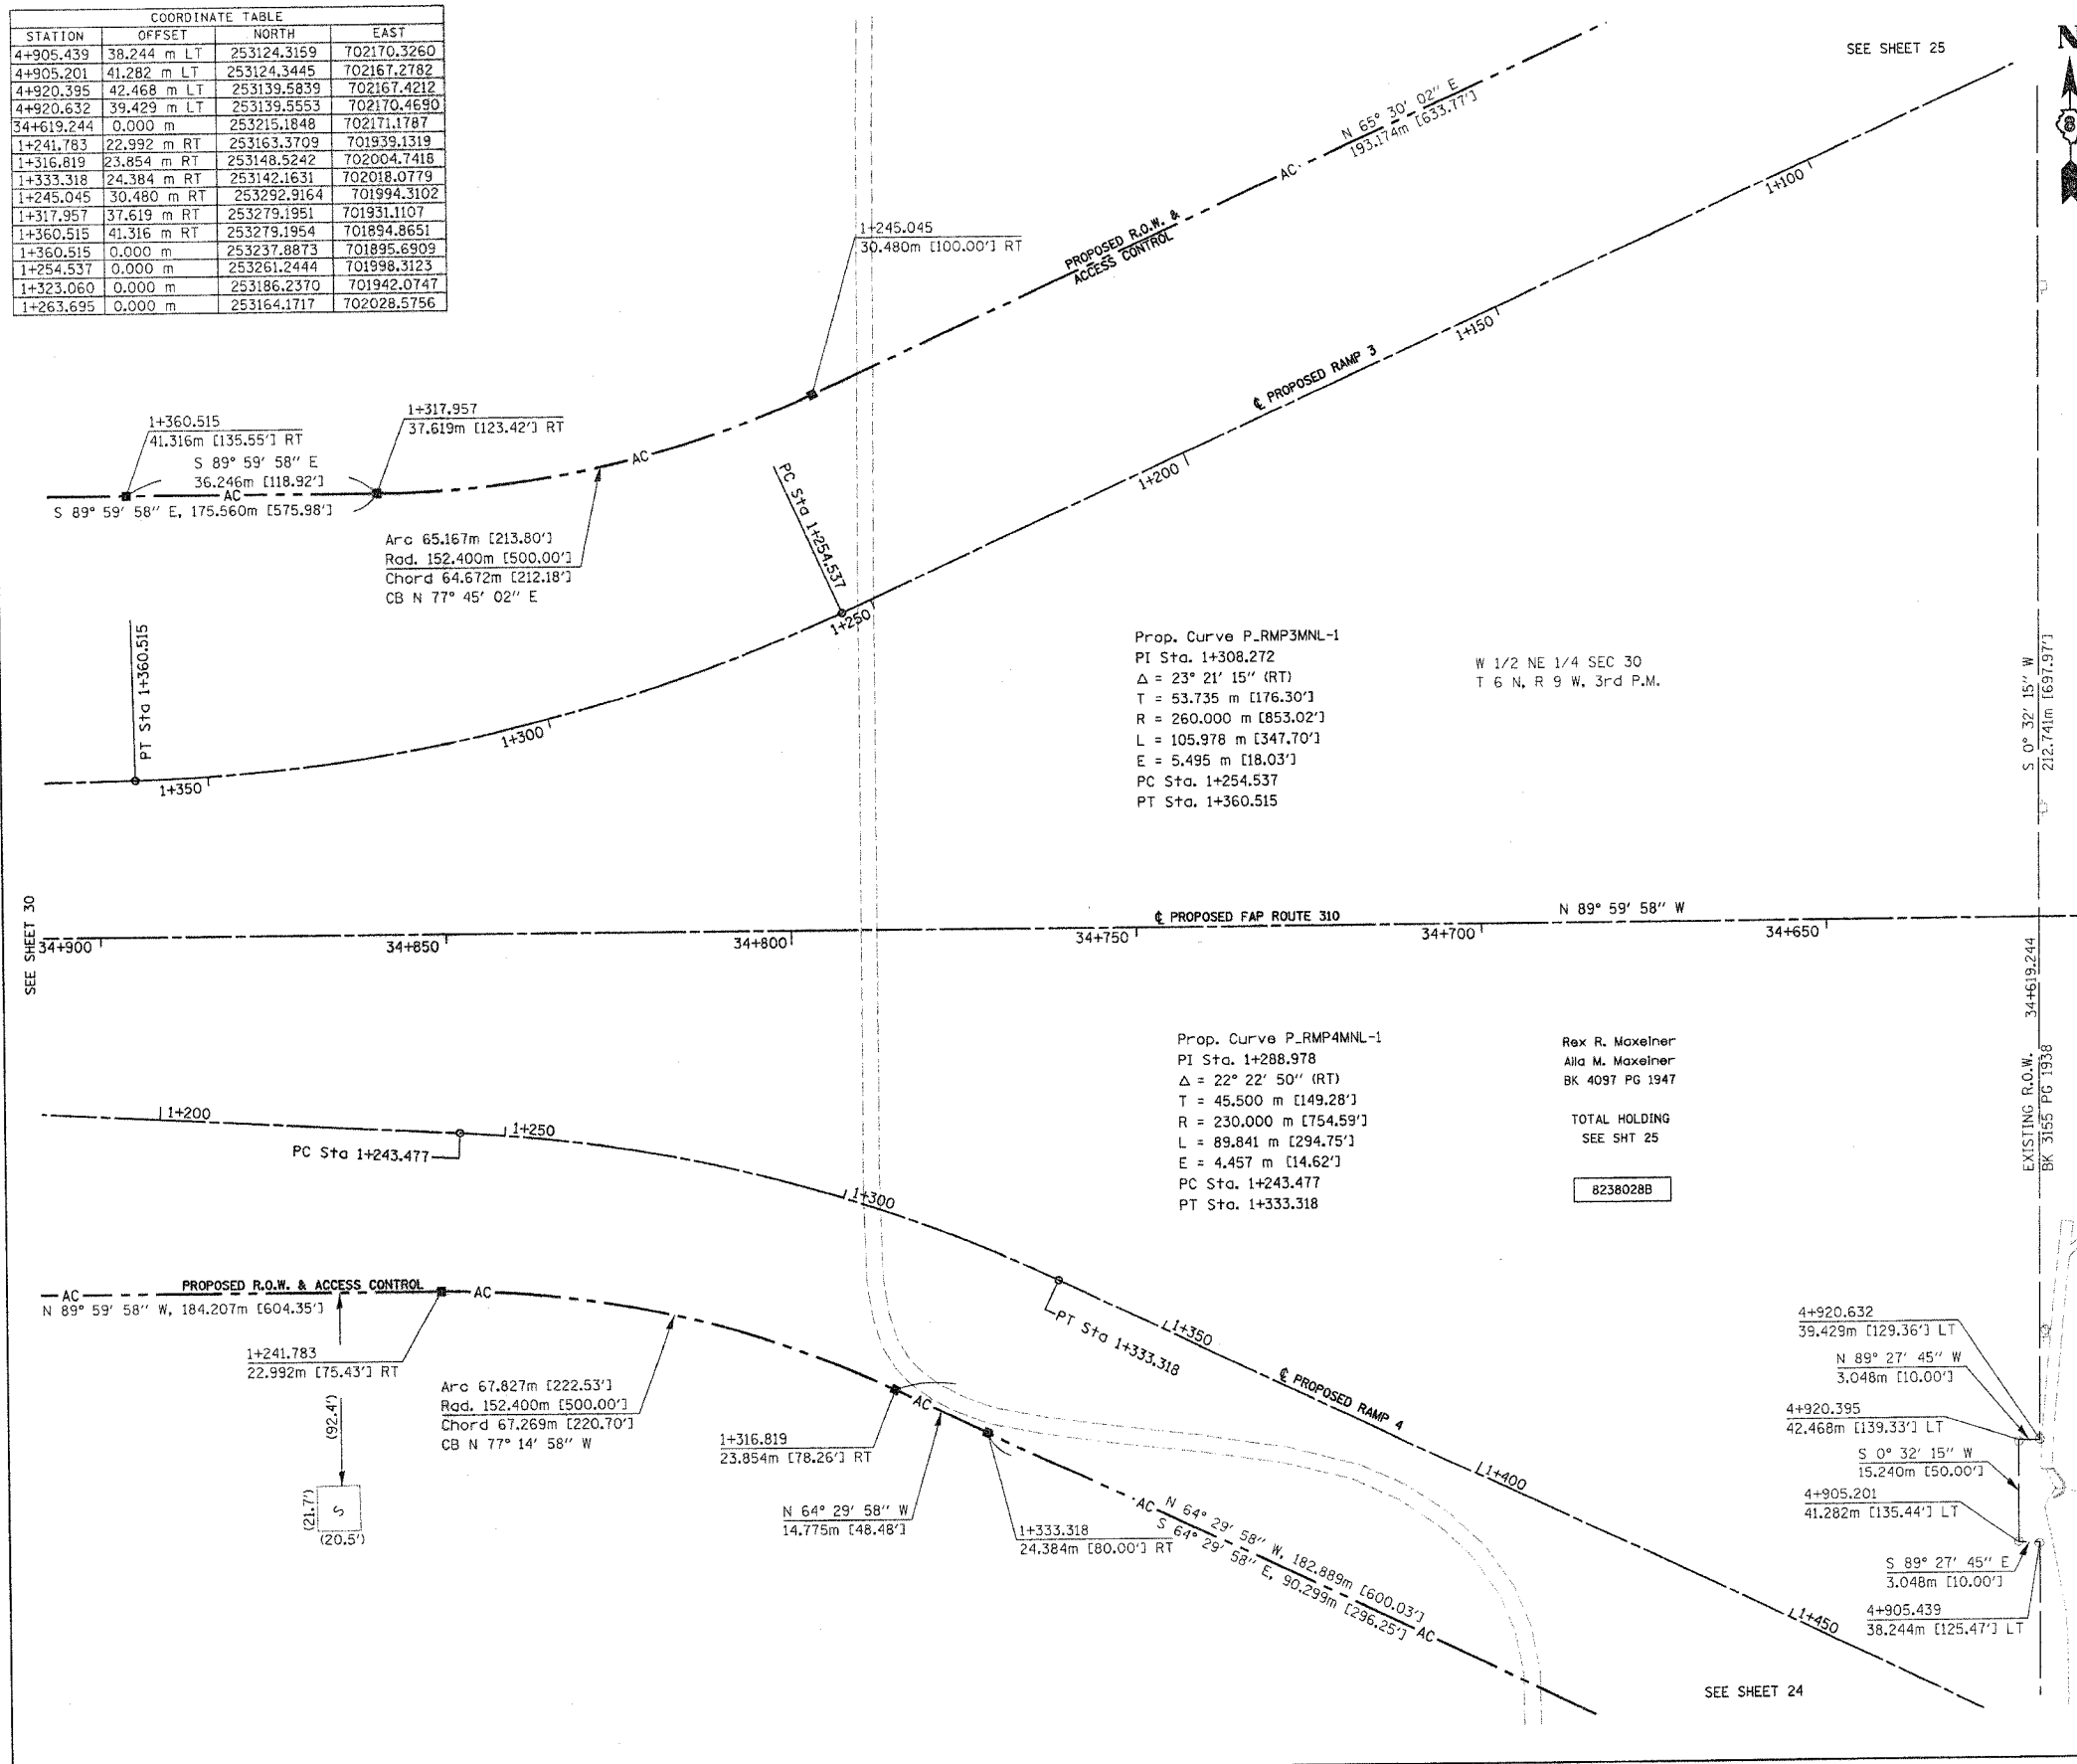 COORDINATE TABLE
STATION OFFSET NORTH EAST
4+905.439 38.244 m LT 253124.3159 702170.3260
4+905.201 41.282 m LT 253124.3445 702167.2782
4+920.395 42.468 m LT 253139.5839 702167.4212
4+920.632 39.429 m LT 253139.5553 702170.4690
34+619.244 0.000 m 253215.1848 702171.1787
1+241.783 22.992 m RT 253163.3709 701939.1319
1+316.819 23.854 m RT 253148.5242 702004.7418
1+333.318 24.384 m RT 253142.1631 702018.0779
1+245.045 30.480 m RT 253292.9164 701994.3102
1+317.957 37.619 m RT 253279.1951 701931.1107
1+360.515 41.316 m RT 253279.1954 701894.8651
1+360.515 0.000 m 253237.8873 701895.6909
1+254.537 0.000 m 253261.2444 701998.3123
1+323.060 0.000 m 253186.2370 701942.0747
1+263.695 0.000 m 253164.1717 702028.5756
SEE SHEET 25
N
8
N 65° 30' 02" E
193.174m [633.77']
AC
PROPOSED R.O.W. &
ACCESS CONTROL
1+245.045
30.480m [100.00'] RT
1+100
1+150
℄ PROPOSED RAMP 3
1+200
1+250
1+300
1+350
1+360.515
41.316m [135.55'] RT
S 89° 59' 58" E
36.246m [118.92']
AC
S 89° 59' 58" E, 175.560m [575.98']
1+317.957
37.619m [123.42'] RT
AC
Arc 65.167m [213.80']
Rad. 152.400m [500.00']
Chord 64.672m [212.18']
CB N 77° 45' 02" E
PC Sta 1+254.537
PT Sta 1+360.515
Prop. Curve P_RMP3MNL-1
PI Sta. 1+308.272
Δ = 23° 21' 15" (RT)
T = 53.735 m [176.30']
R = 260.000 m [853.02']
L = 105.978 m [347.70']
E = 5.495 m [18.03']
PC Sta. 1+254.537
PT Sta. 1+360.515
W 1/2 NE 1/4 SEC 30
T 6 N, R 9 W, 3rd P.M.
S 0° 32' 15" W
212.741m [697.97']
SEE SHEET 30
℄ PROPOSED FAP ROUTE 310
N 89° 59' 58" W
34+900
34+850
34+800
34+750
34+700
34+650
34+619.244
EXISTING R.O.W.
BK 3155 PG 1938
Prop. Curve P_RMP4MNL-1
PI Sta. 1+288.978
Δ = 22° 22' 50" (RT)
T = 45.500 m [149.28']
R = 230.000 m [754.59']
L = 89.841 m [294.75']
E = 4.457 m [14.62']
PC Sta. 1+243.477
PT Sta. 1+333.318
Rex R. Maxeiner
Alla M. Maxeiner
BK 4097 PG 1947
TOTAL HOLDING
SEE SHT 25
8238028B
1+200
1+250
PC Sta 1+243.477
1+300
PT Sta 1+333.318
1+350
℄ PROPOSED RAMP 4
1+400
1+450
AC
PROPOSED R.O.W. & ACCESS CONTROL
AC
N 89° 59' 58" W, 184.207m [604.35']
1+241.783
22.992m [75.43'] RT
(92.4')
(21.7')
S
(20.5')
Arc 67.827m [222.53']
Rad. 152.400m [500.00']
Chord 67.269m [220.70']
CB N 77° 14' 58" W
1+316.819
23.854m [78.26'] RT
AC
N 64° 29' 58" W
14.775m [48.48']
1+333.318
24.384m [80.00'] RT
AC
N 64° 29' 58" W, 182.889m [600.03']
S 64° 29' 58" E, 90.299m [296.25']
AC
4+920.632
39.429m [129.36'] LT
N 89° 27' 45" W
3.048m [10.00']
4+920.395
42.468m [139.33'] LT
S 0° 32' 15" W
15.240m [50.00']
4+905.201
41.282m [135.44'] LT
S 89° 27' 45" E
3.048m [10.00']
4+905.439
38.244m [125.47'] LT
SEE SHEET 24